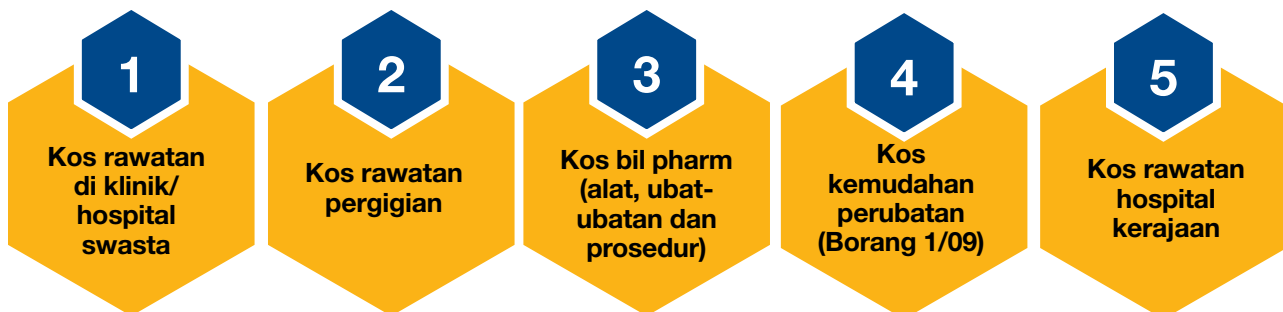 1
Kos rawatan
di klinik/
hospital
swasta
2
Kos rawatan
pergigian
3
Kos bil pharm
(alat, ubat-
ubatan dan
prosedur)
4
Kos
kemudahan
perubatan
(Borang 1/09)
5
Kos rawatan
hospital
kerajaan